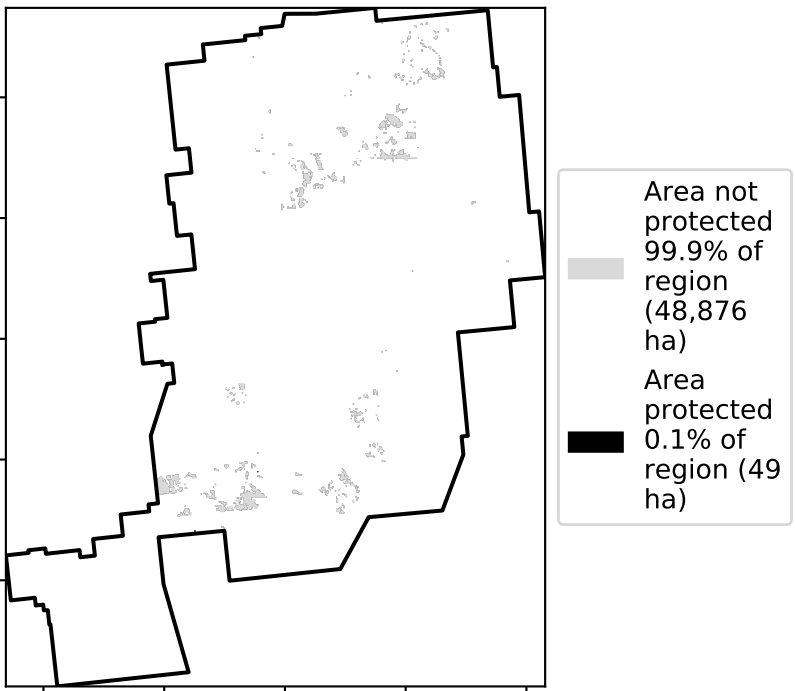 Area not
protected
99.9% of
region
(48,876
ha)
Area
protected
0.1% of
region (49
ha)